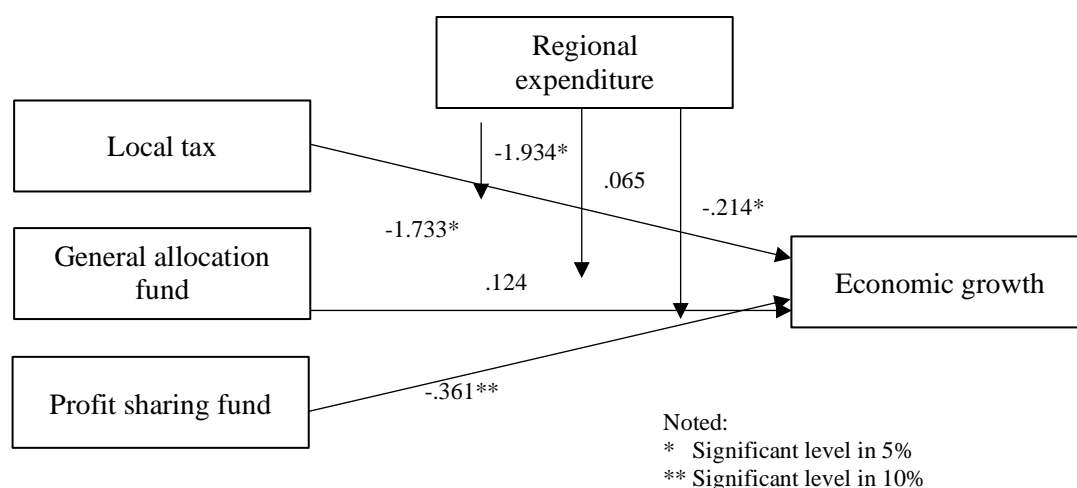 Regional
expenditure
Local tax
-1.934*
.065
-.214*
-1.733*
General allocation
fund
.124
Economic growth
Profit sharing fund
-.361**
Noted:
* Significant level in 5%
** Significant level in 10%